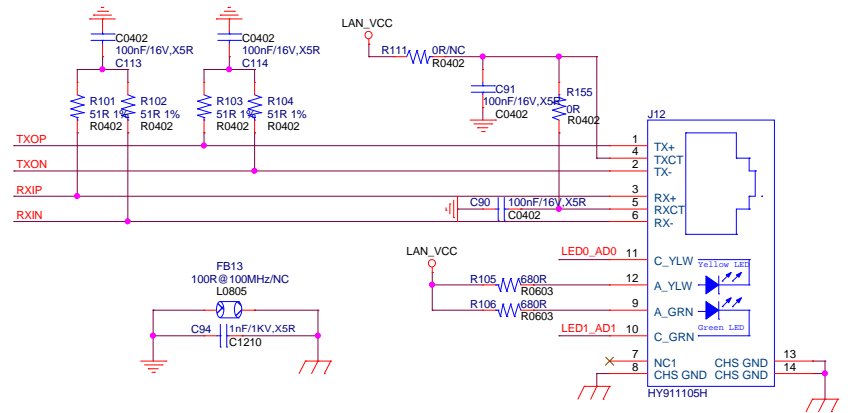 C0402
100nF/16V,X5R
C113
C0402
100nF/16V,X5R
C114
LAN_VCC
R111
0R/NC
R0402
C91
100nF/16V,X5R
C0402
R155
0R
R0402
R101
51R 1%
R0402
R102
51R 1%
R0402
R103
51R 1%
R0402
R104
51R 1%
R0402
J12
TXOP
1
TX+
4
TXCT
TXON
2
TX-
RXIP
3
RX+
C90
100nF/16V,X5R
C0402
5
RXCT
RXIN
6
RX-
LAN_VCC
LED0_AD0
11
C_YLW
Yellow LED
R105
680R
R0603
12
A_YLW
R106
680R
R0603
9
A_GRN
Green LED
LED1_AD1
10
C_GRN
FB13
100R@100MHz/NC
L0805
C94
1nF/1KV,X5R
C1210
7
NC1
CHS GND
13
8
CHS GND
CHS GND
14
HY911105H